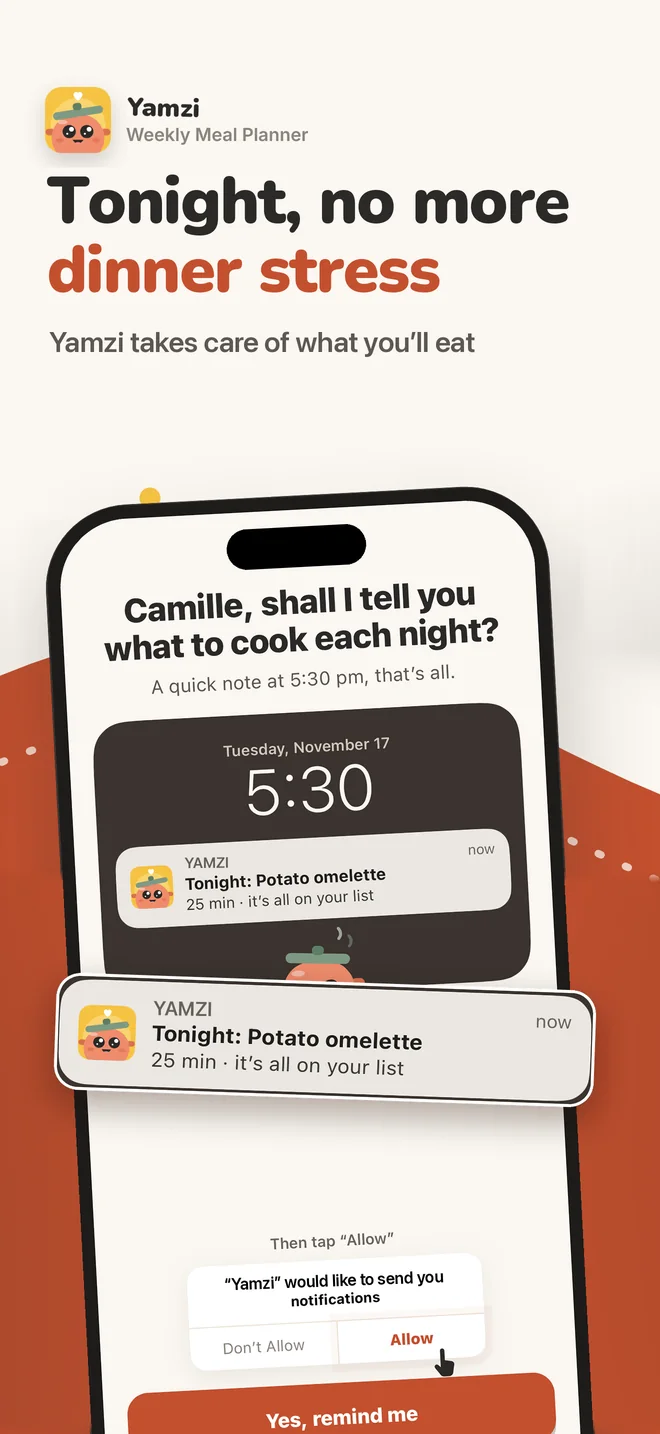 Yamzi
Weekly Meal Planner
Tonight, no more
dinner stress
Yamzi takes care of what you’ll eat
Camille, shall I tell you
what to cook each night?
A quick note at 5:30 pm, that’s all.
Tuesday, November 17
5:30
YAMZI
now
Tonight: Potato omelette
25 min · it’s all on your list
YAMZI
now
Tonight: Potato omelette
25 min · it’s all on your list
Then tap “Allow”
“Yamzi” would like to send you
notifications
Don’t Allow
Allow
Yes, remind me